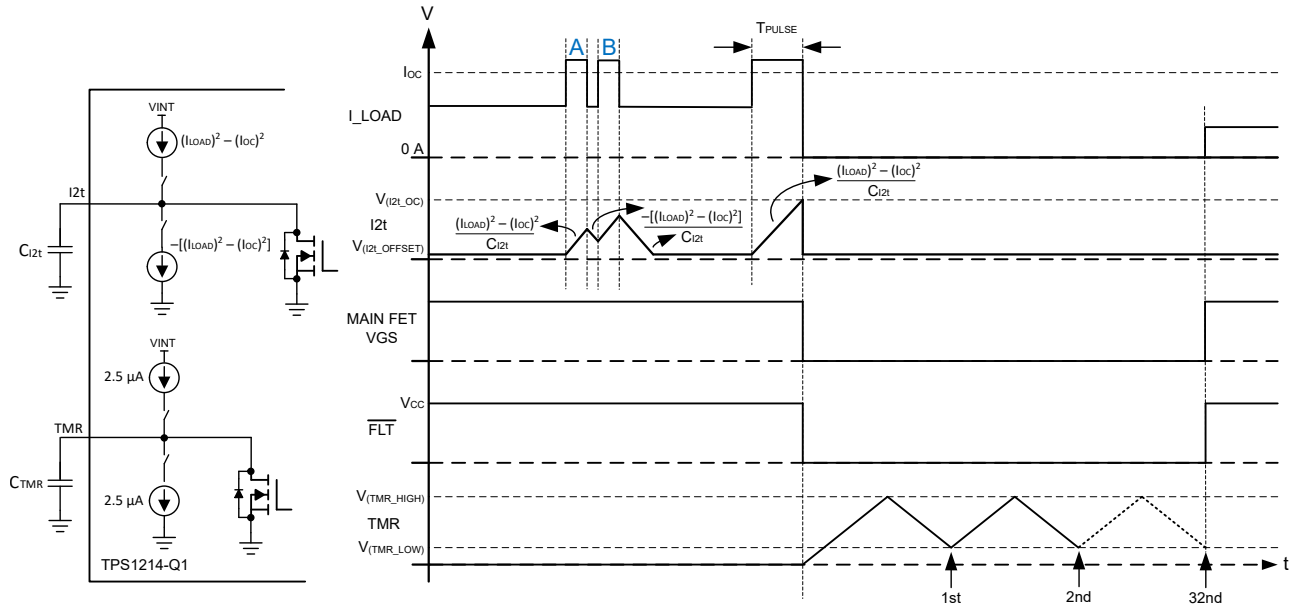 VINT
(ILOAD)² – (IOC)²
I2t
CI2t
–[(ILOAD)² – (IOC)²]
VINT
2.5 µA
TMR
CTMR
2.5 µA
TPS1214-Q1
V
A
B
TPULSE
IOC
I_LOAD
0 A
V(I2t_OC)
I2t
V(I2t_OFFSET)
(ILOAD)² – (IOC)²
CI2t
–[(ILOAD)² – (IOC)²]
CI2t
(ILOAD)² – (IOC)²
CI2t
MAIN FET
VGS
VCC
FLT
V(TMR_HIGH)
TMR
V(TMR_LOW)
t
1st
2nd
32nd